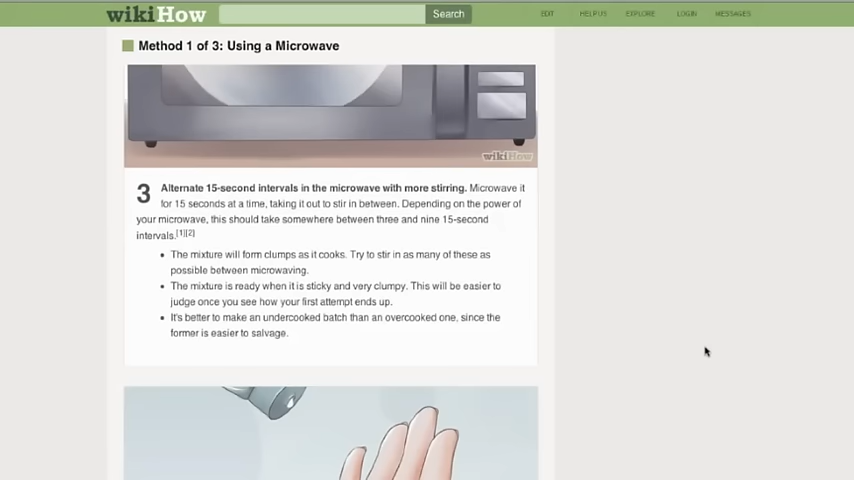 wikiHow Search EDIT HELP US EXPLORE LOGIN MESSAGES
Method 1 of 3: Using a Microwave
wikiHow
3 Alternate 15-second intervals in the microwave with more stirring. Microwave it
for 15 seconds at a time, taking it out to stir in between. Depending on the power of
your microwave, this should take somewhere between three and nine 15-second
intervals.[1][2]
• The mixture will form clumps as it cooks. Try to stir in as many of these as
possible between microwaving.
• The mixture is ready when it is sticky and very clumpy. This will be easier to
judge once you see how your first attempt ends up.
• It's better to make an undercooked batch than an overcooked one, since the
former is easier to salvage.